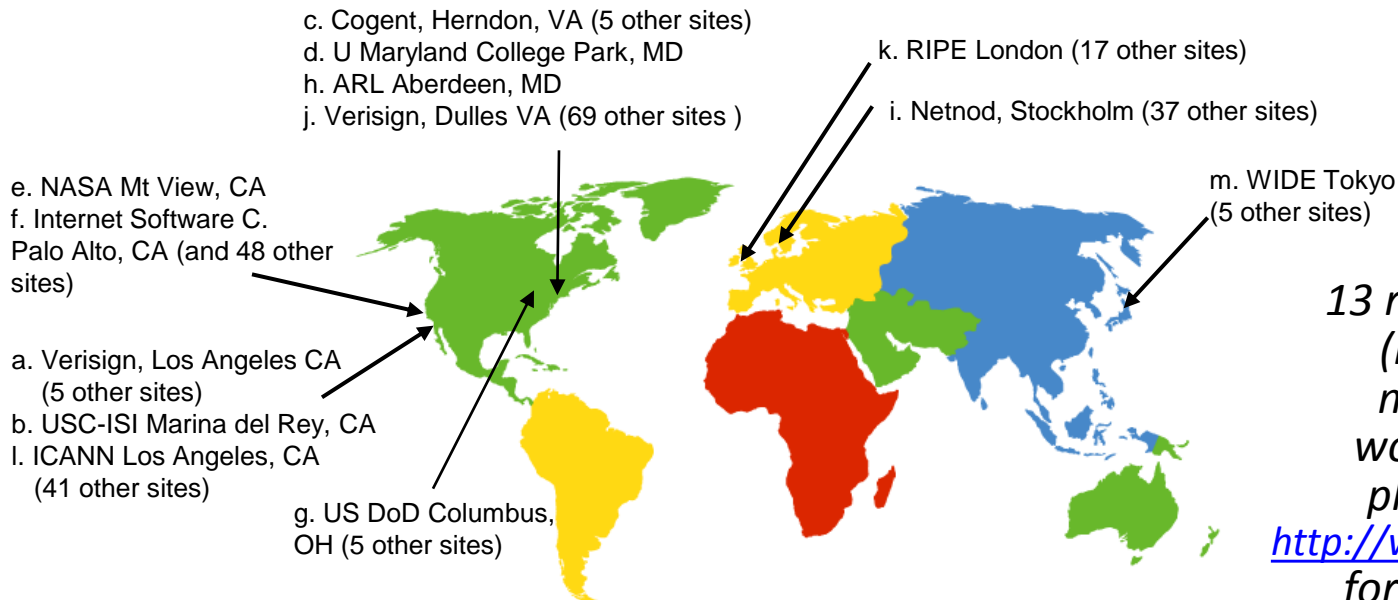 c. Cogent, Herndon, VA (5 other sites)
d. U Maryland College Park, MD
h. ARL Aberdeen, MD
j. Verisign, Dulles VA (69 other sites )
k. RIPE London (17 other sites)
i. Netnod, Stockholm (37 other sites)
m. WIDE Tokyo
(5 other sites)
e. NASA Mt View, CA
f. Internet Software C.
Palo Alto, CA (and 48 other
sites)
a. Verisign, Los Angeles CA
(5 other sites)
b. USC-ISI Marina del Rey, CA
l. ICANN Los Angeles, CA
(41 other sites)
g. US DoD Columbus,
OH (5 other sites)
13
http://
for